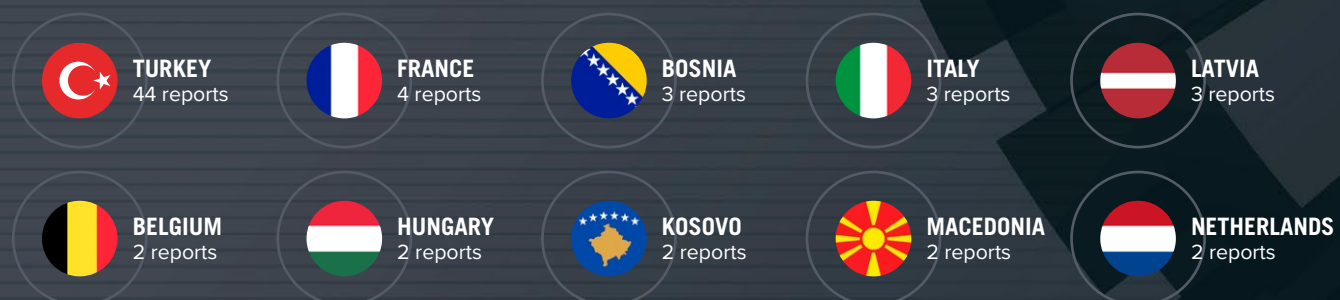 TURKEY
44 reports
FRANCE
4 reports
BOSNIA
3 reports
ITALY
3 reports
LATVIA
3 reports
BELGIUM
2 reports
HUNGARY
2 reports
KOSOVO
2 reports
MACEDONIA
2 reports
NETHERLANDS
2 reports